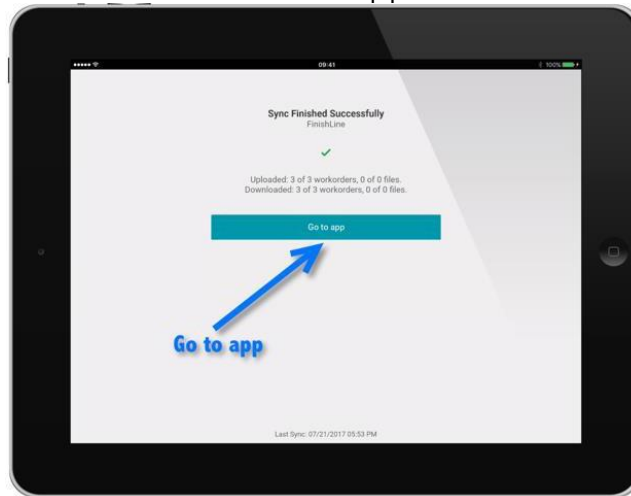 09:41
100%
Sync Finished Successfully
FinishLine
Uploaded: 3 of 3 workorders, 0 of 0 files.
Downloaded: 3 of 3 workorders, 0 of 0 files.
Go to app
Go to app
Last Sync: 07/21/2017 05:53 PM